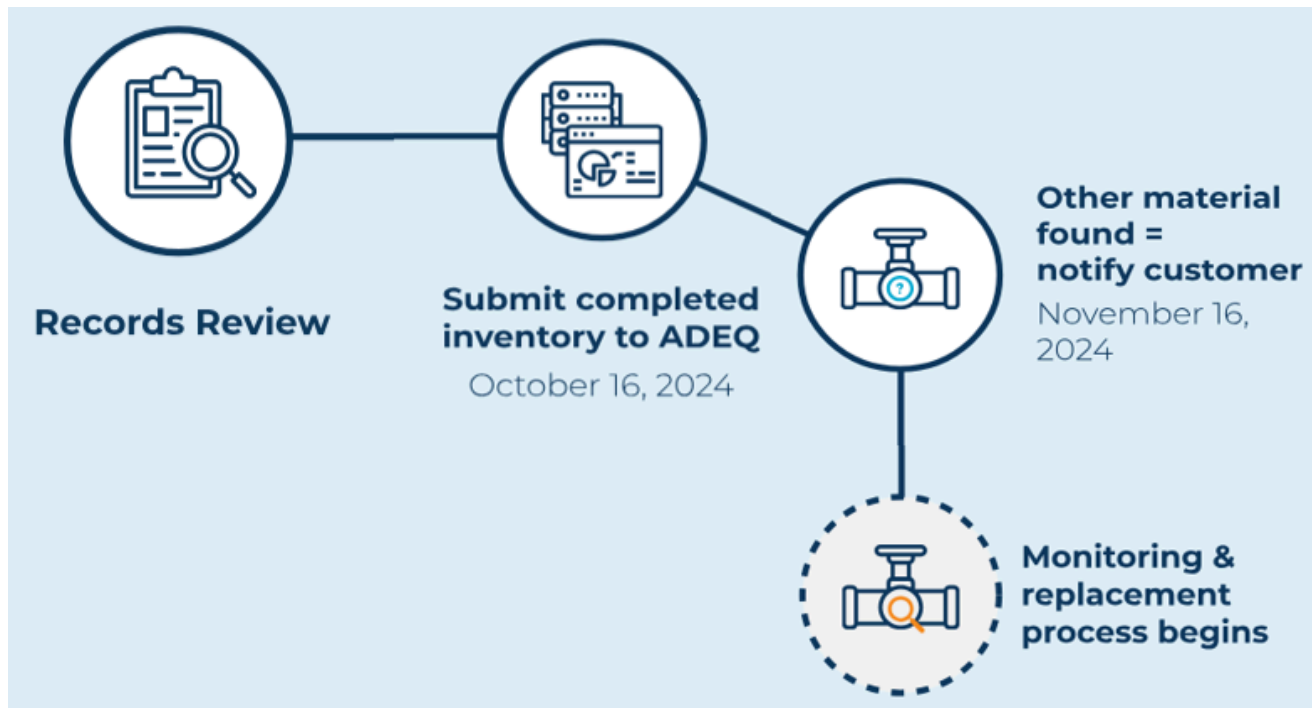 Records Review
Submit completed
inventory to ADEQ
October 16, 2024
?
Other material
found =
notify customer
November 16,
2024
Monitoring &
replacement
process begins